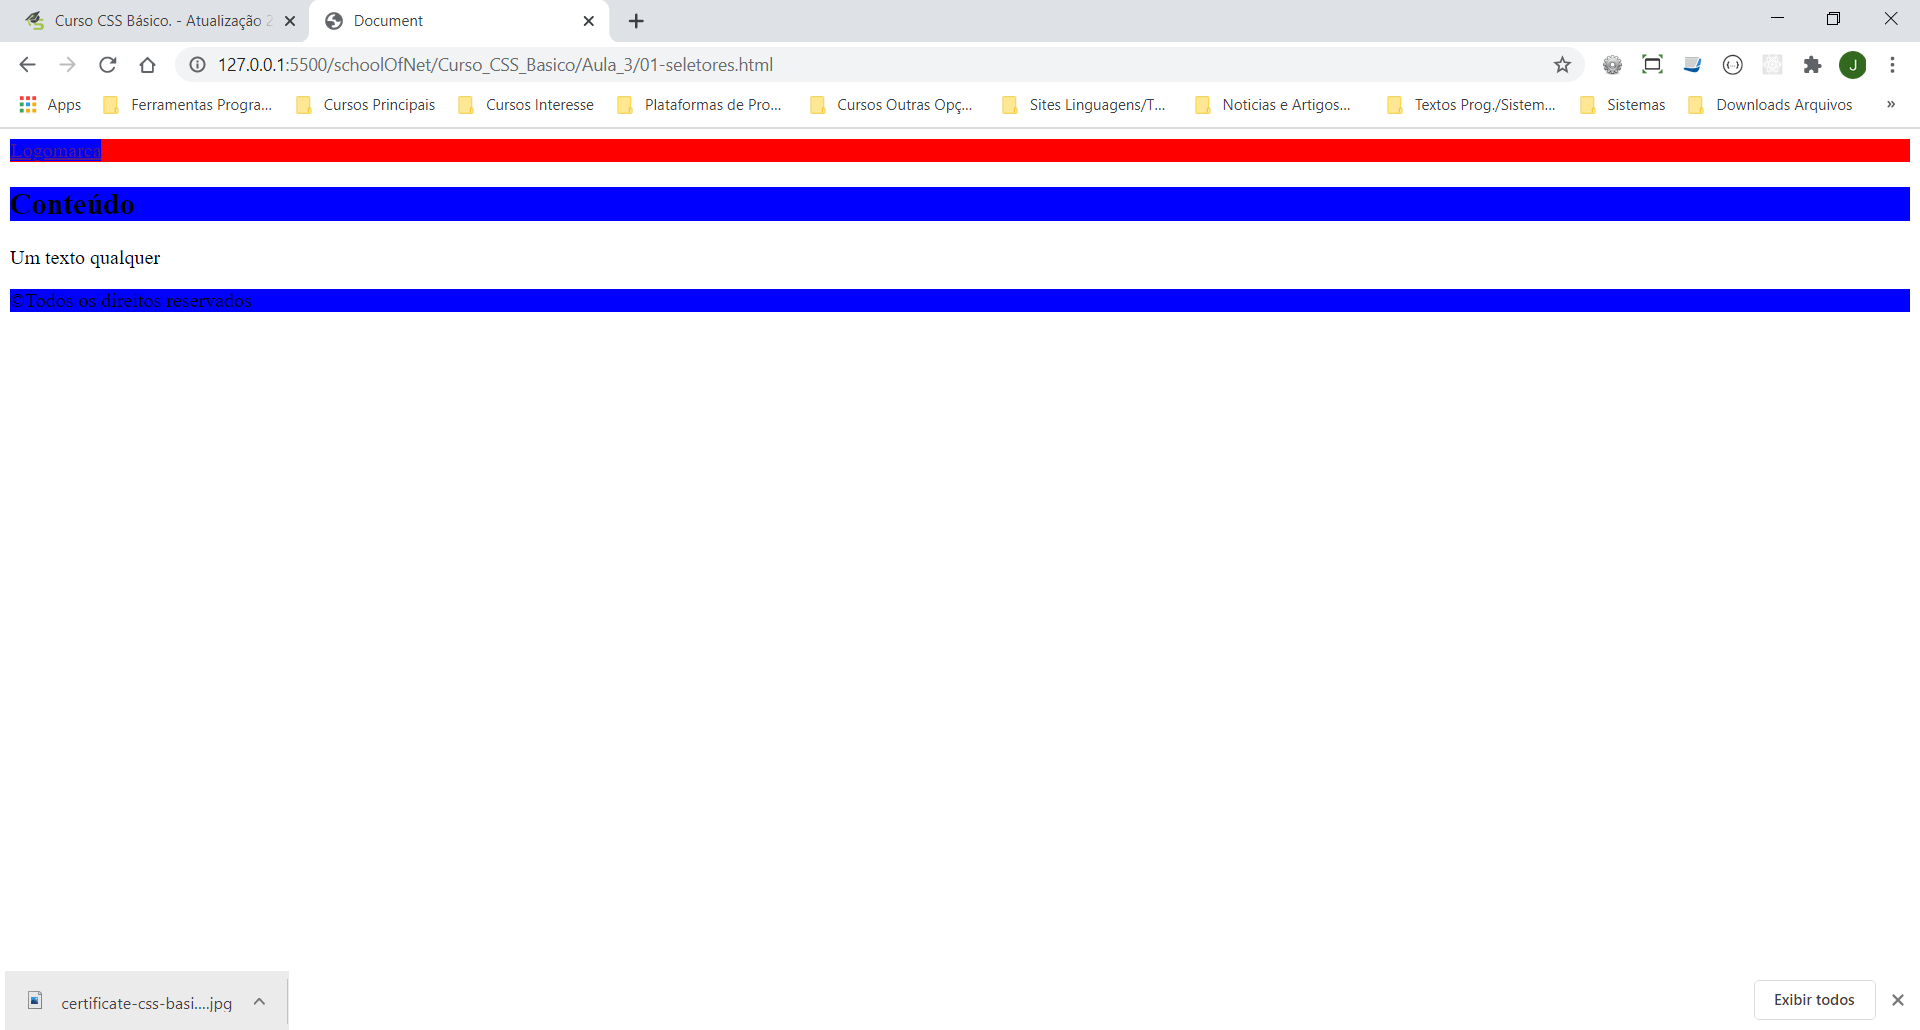 Curso CSS Básico. - Atualização 2
Document
127.0.0.1:5500/schoolOfNet/Curso_CSS_Basico/Aula_3/01-seletores.html
J
Apps
Ferramentas Progra...
Cursos Principais
Cursos Interesse
Plataformas de Pro...
Cursos Outras Opç...
Sites Linguagens/T...
Noticias e Artigos...
Textos Prog./Sistem...
Sistemas
Downloads Arquivos
»
Logomarca
Conteúdo
Um texto qualquer
©Todos os direitos reservados
certificate-css-basi....jpg
Exibir todos